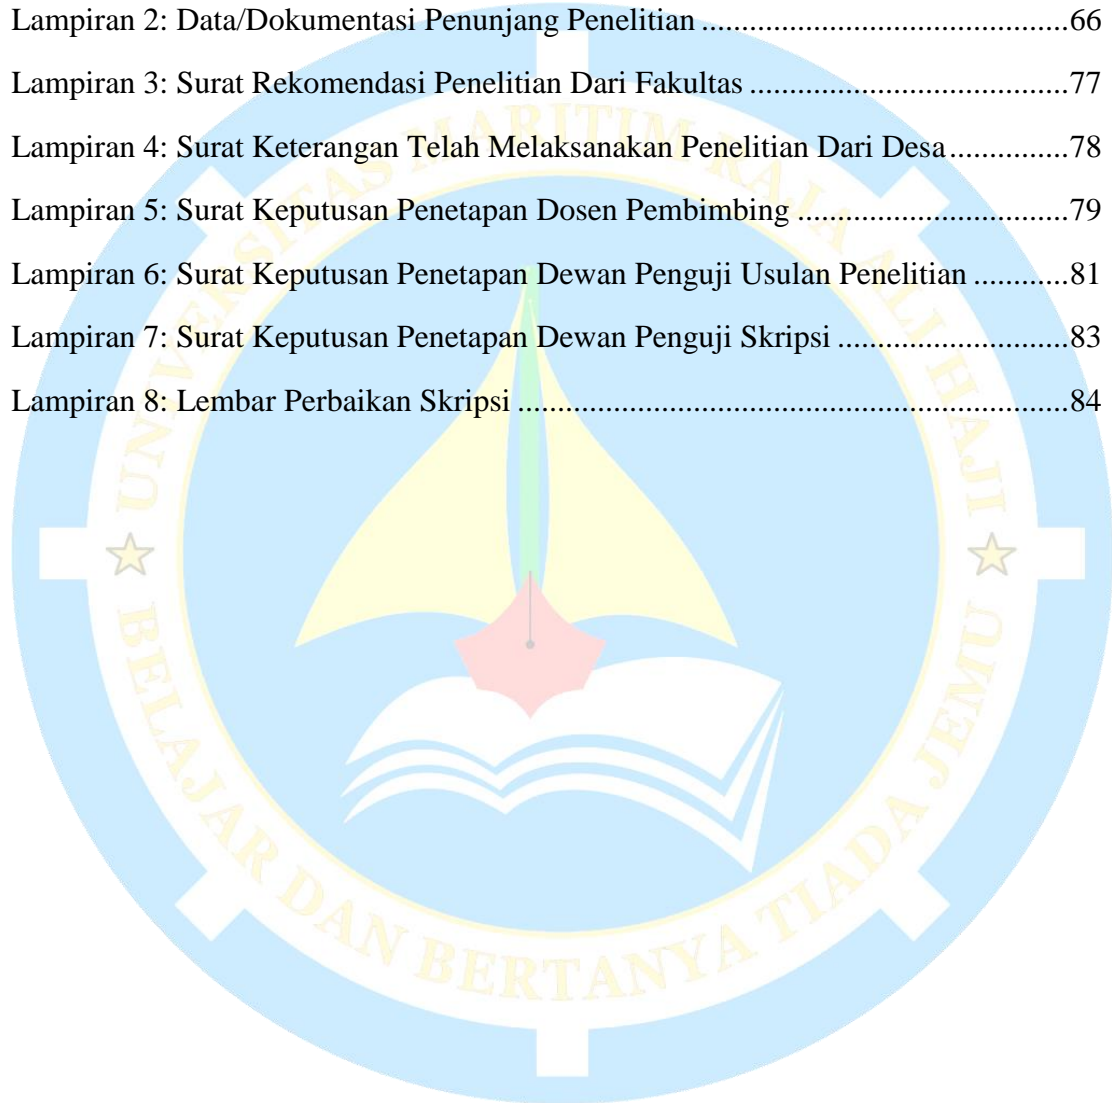 Lampiran 2: Data/Dokumentasi Penunjang Penelitian ...............................................66
Lampiran 3: Surat Rekomendasi Penelitian Dari Fakultas .........................................77
Lampiran 4: Surat Keterangan Telah Melaksanakan Penelitian Dari Desa ...............78
Lampiran 5: Surat Keputusan Penetapan Dosen Pembimbing ...................................79
Lampiran 6: Surat Keputusan Penetapan Dewan Penguji Usulan Penelitian ............81
Lampiran 7: Surat Keputusan Penetapan Dewan Penguji Skripsi .............................83
Lampiran 8: Lembar Perbaikan Skripsi ......................................................................84
UNIVERSITAS MARITIM RAJA ALI HAJI
BELAJAR DAN BERTANYA TIADA JEMU